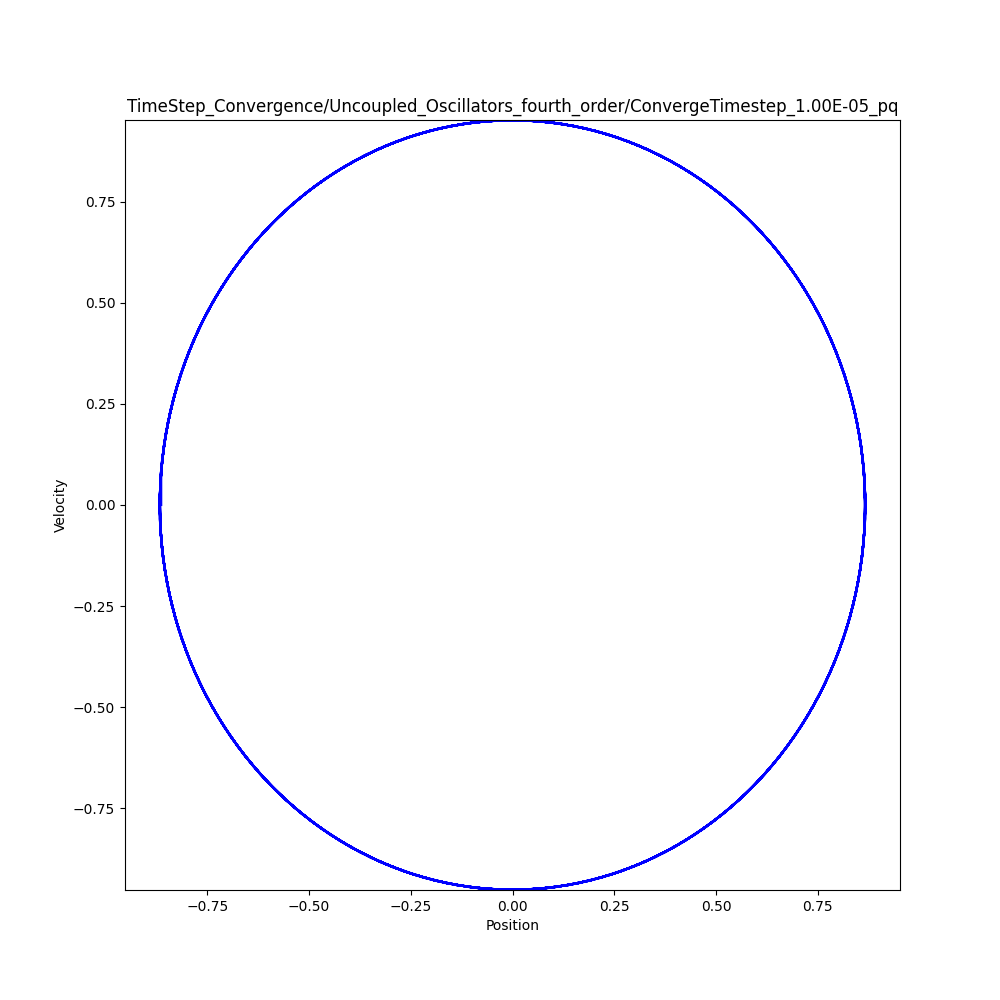 TimeStep_Convergence/Uncoupled_Oscillators_fourth_order/ConvergeTimestep_1.00E-05_pq
0.75
0.50
0.25
0.00
−0.25
−0.50
−0.75
Velocity
−0.75 −0.50 −0.25 0.00 0.25 0.50 0.75
Position